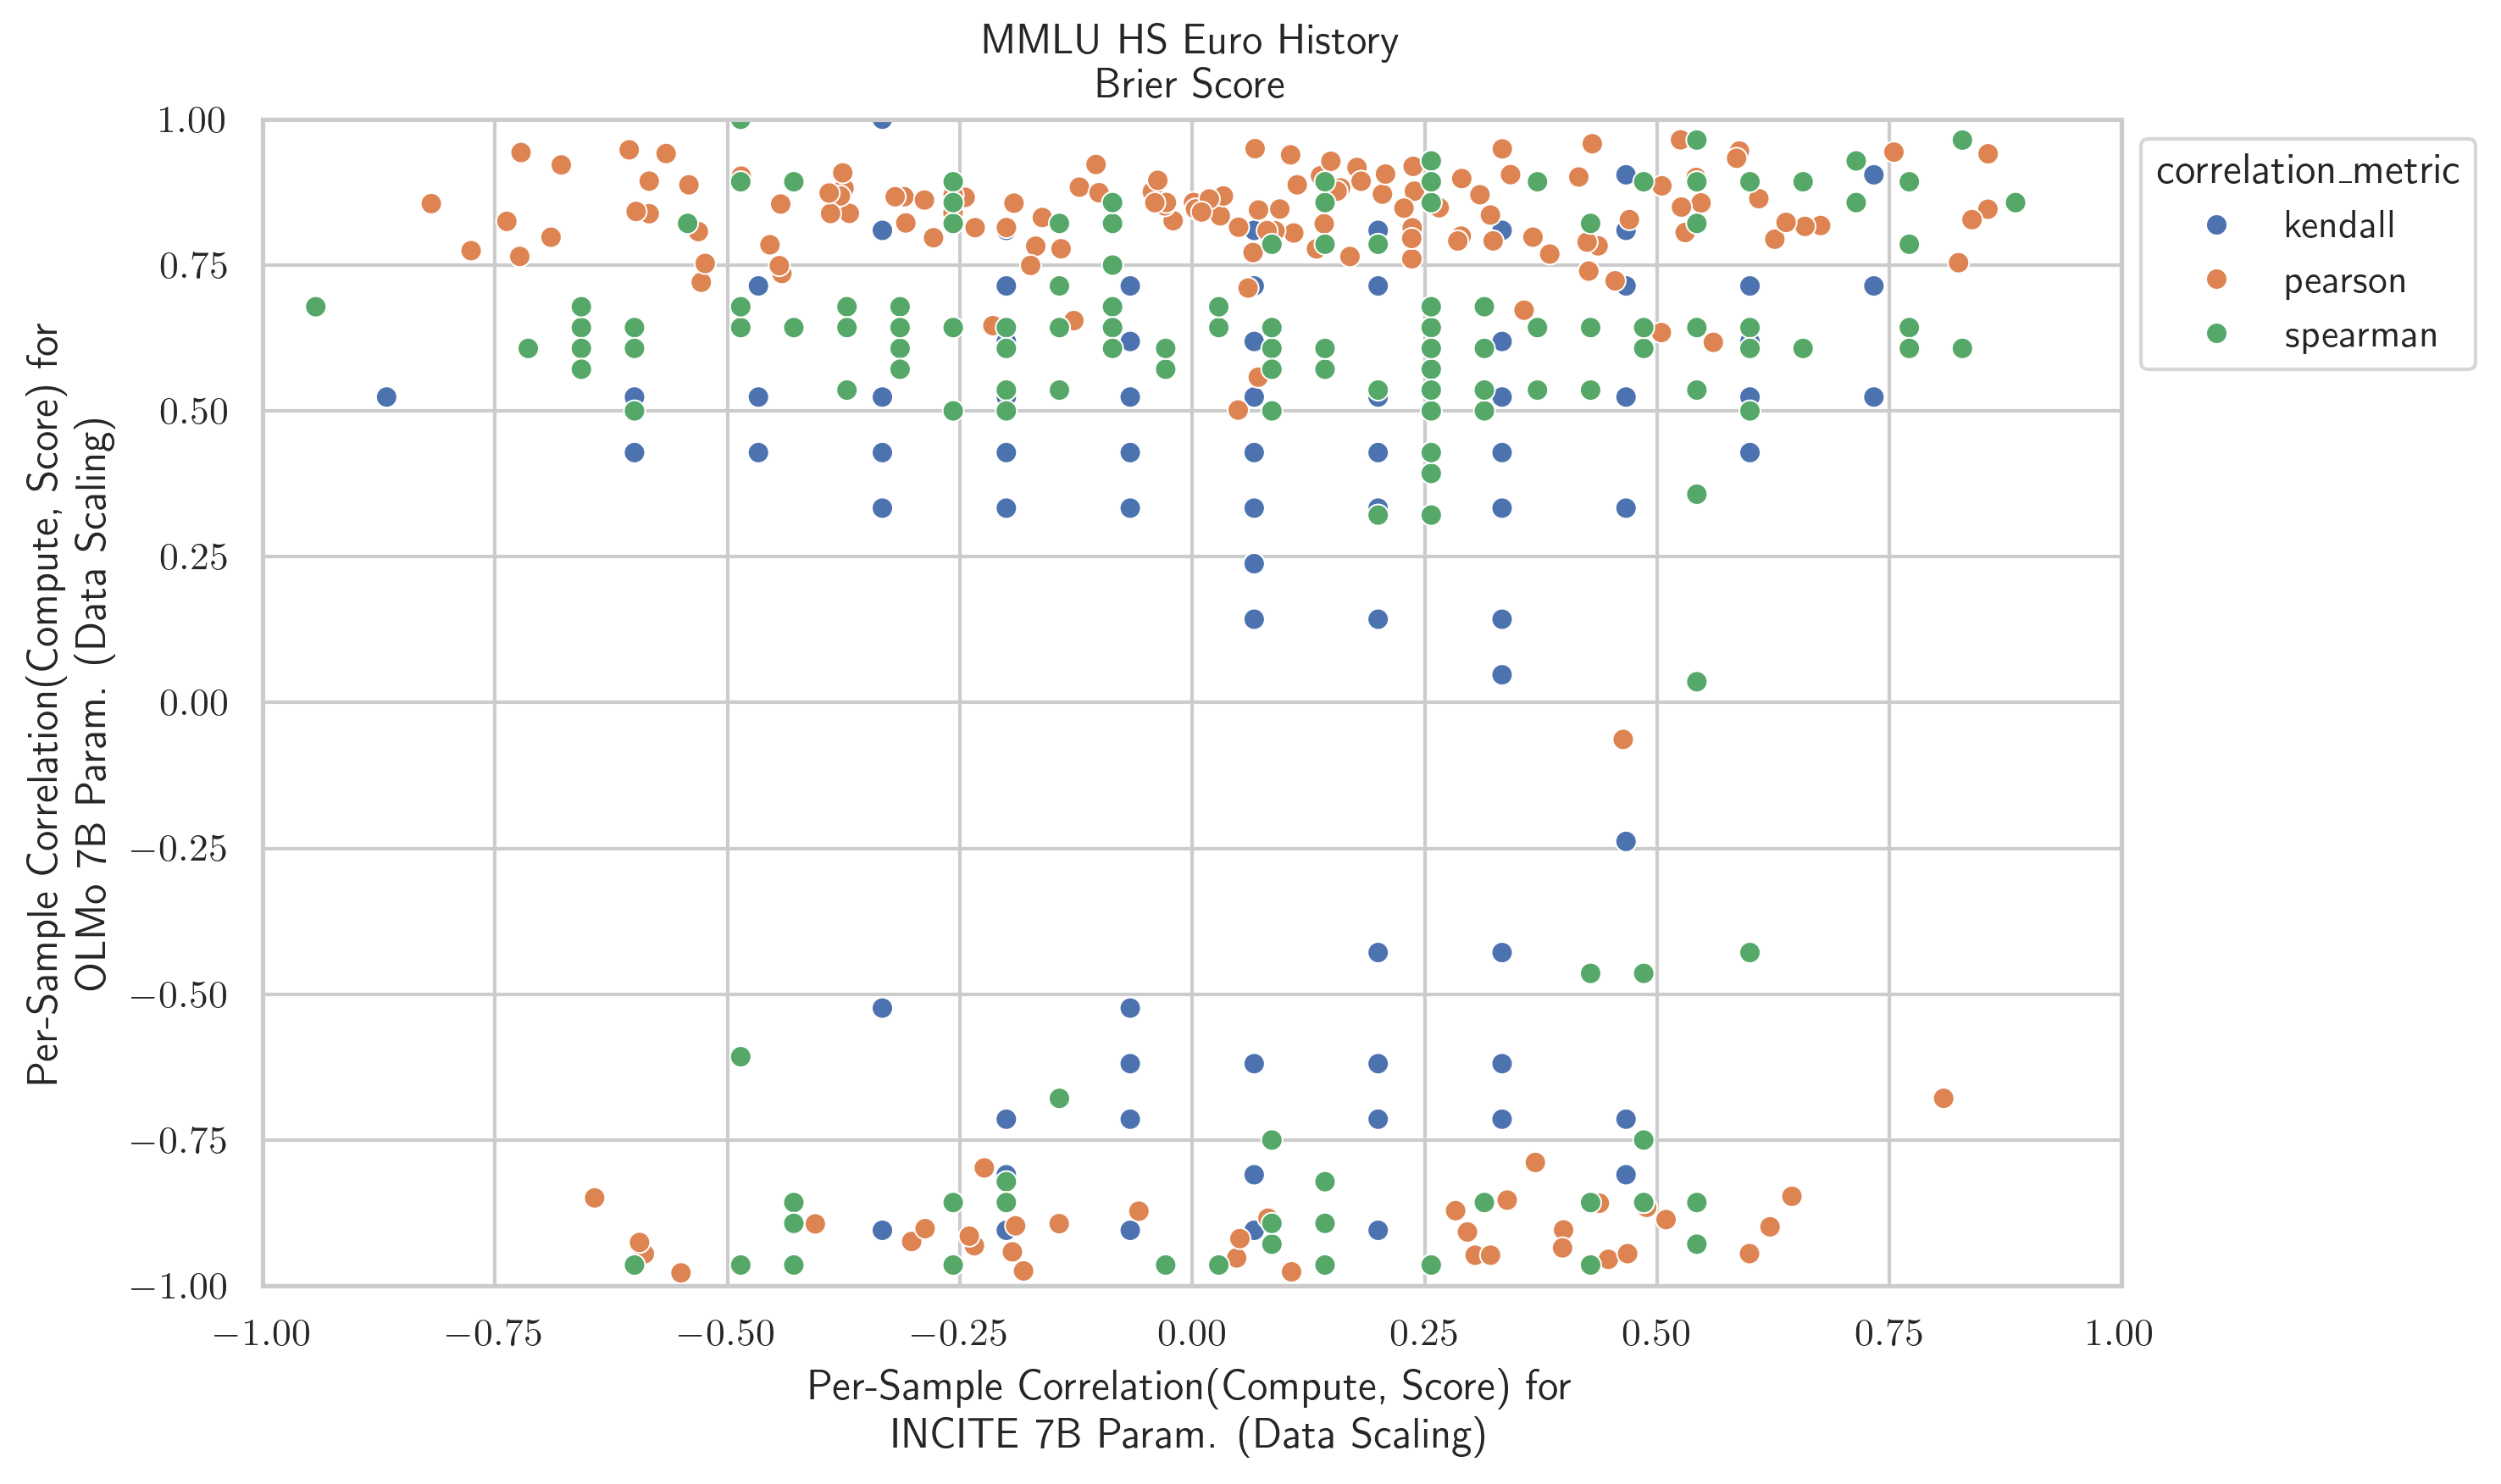 MMLU HS Euro History
Brier Score
Per-Sample Correlation(Compute, Score) for
OLMo 7B Param. (Data Scaling)
1.00
0.75
0.50
0.25
0.00
−0.25
−0.50
−0.75
−1.00
−1.00 −0.75 −0.50 −0.25 0.00 0.25 0.50 0.75 1.00
Per-Sample Correlation(Compute, Score) for
INCITE 7B Param. (Data Scaling)
correlation_metric
kendall
pearson
spearman